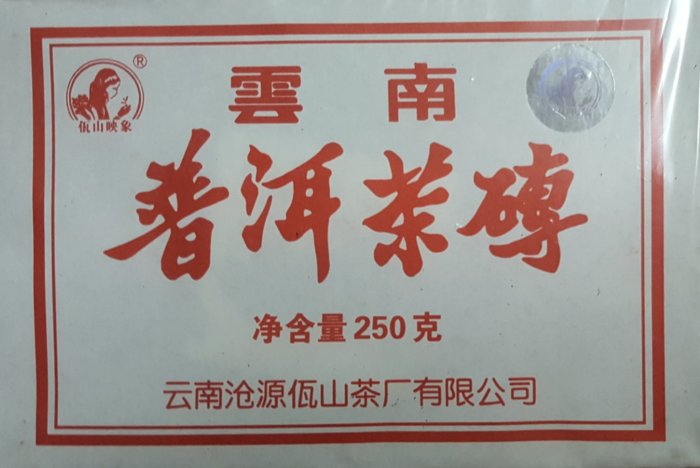 雲南
®
佤山映象
普洱茶磚
净含量250克
云南沧源佤山茶厂有限公司